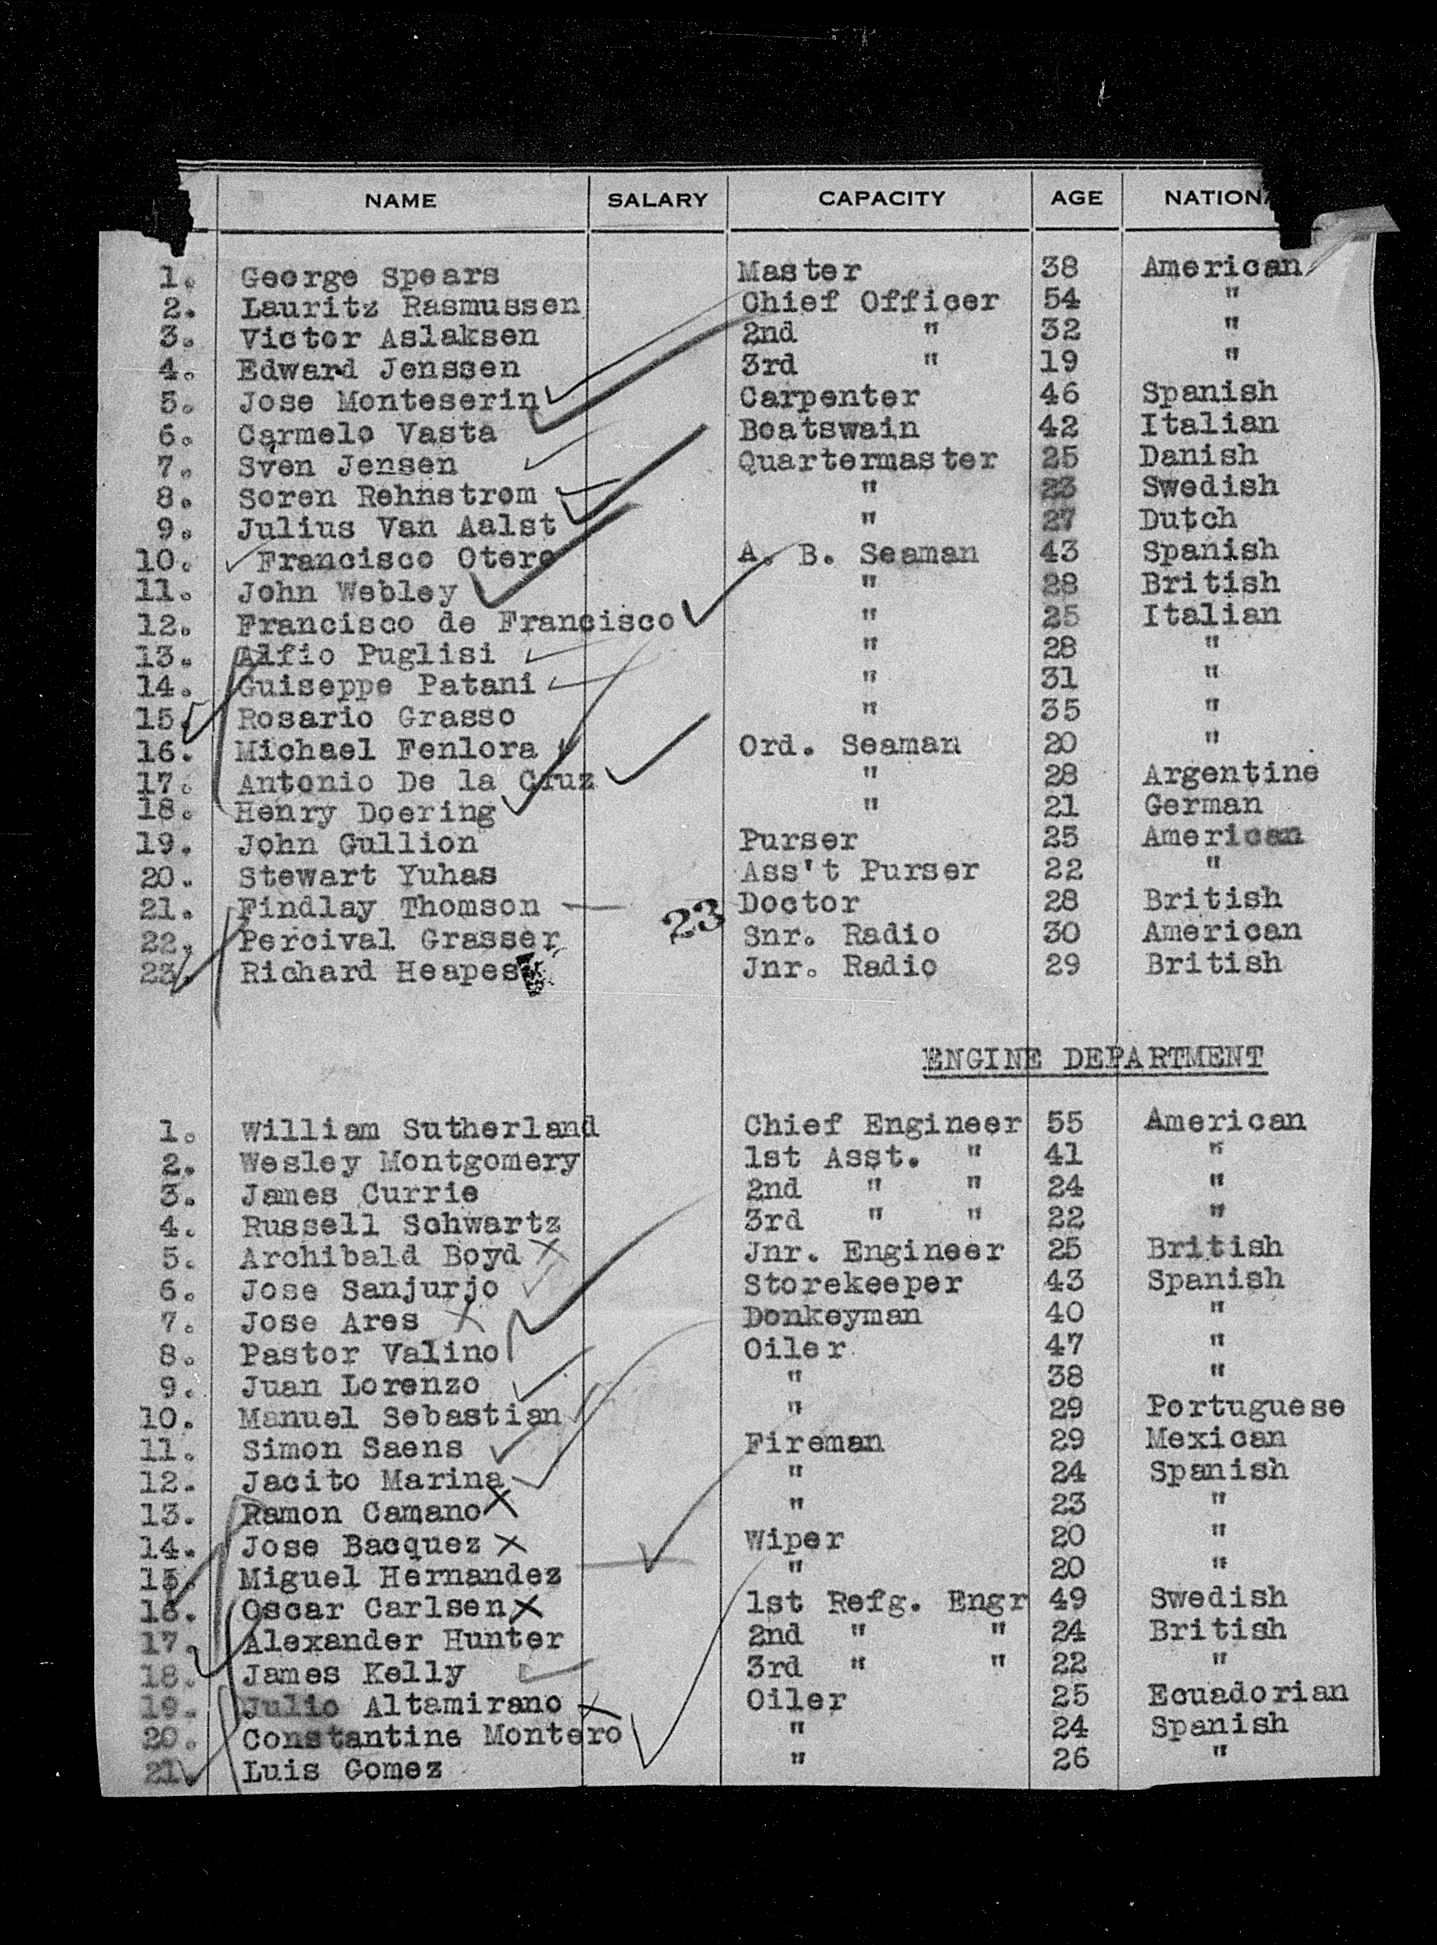 NAME SALARY CAPACITY AGE NATIONA
1. George Spears Master 38 American
2. Lauritz Rasmussen Chief Officer 54 "
3. Victor Aslaksen 2nd " 32 "
4. Edward Jenssen 3rd " 19 "
5. Jose Monteserin Carpenter 46 Spanish
6. Carmelo Vasta Boatswain 42 Italian
7. Sven Jensen Quartermaster 25 Danish
8. Soren Rehnstrom " 23 Swedish
9. Julius Van Aalst " 27 Dutch
10. Francisco Otero A. B. Seaman 43 Spanish
11. John Webley " 28 British
12. Francisco de Francisco " 25 Italian
13. Alfio Puglisi " 28 "
14. Guiseppe Patani " 31 "
15. Rosario Grasso " 35 "
16. Michael Fenlora Ord. Seaman 20 "
17. Antonio De la Cruz " 28 Argentine
18. Henry Doering " 21 German
19. John Gullion Purser 25 American
20. Stewart Yuhas Ass't Purser 22 "
21. Findlay Thomson Doctor 28 British
22. Percival Grasser 23 Snr. Radio 30 American
23. Richard Heapes Jnr. Radio 29 British
ENGINE DEPARTMENT
1. William Sutherland Chief Engineer 55 American
2. Wesley Montgomery 1st Asst. " 41 "
3. James Currie 2nd " " 24 "
4. Russell Schwartz 3rd " " 22 "
5. Archibald Boyd Jnr. Engineer 25 British
6. Jose Sanjurjo Storekeeper 43 Spanish
7. Jose Ares Donkeyman 40 "
8. Pastor Valino Oiler 47 "
9. Juan Lorenzo " 38 "
10. Manuel Sebastian " 29 Portuguese
11. Simon Saens Fireman 29 Mexican
12. Jacito Marina " 24 Spanish
13. Ramon Camano " 23 "
14. Jose Bacquez Wiper 20 "
15. Miguel Hernandez " 20 "
16. Oscar Carlsen 1st Refg. Engr 49 Swedish
17. Alexander Hunter 2nd " " 24 British
18. James Kelly 3rd " " 22 "
19. Julio Altamirano Oiler 25 Ecuadorian
20. Constantine Montero " 24 Spanish
21. Luis Gomez " 26 "